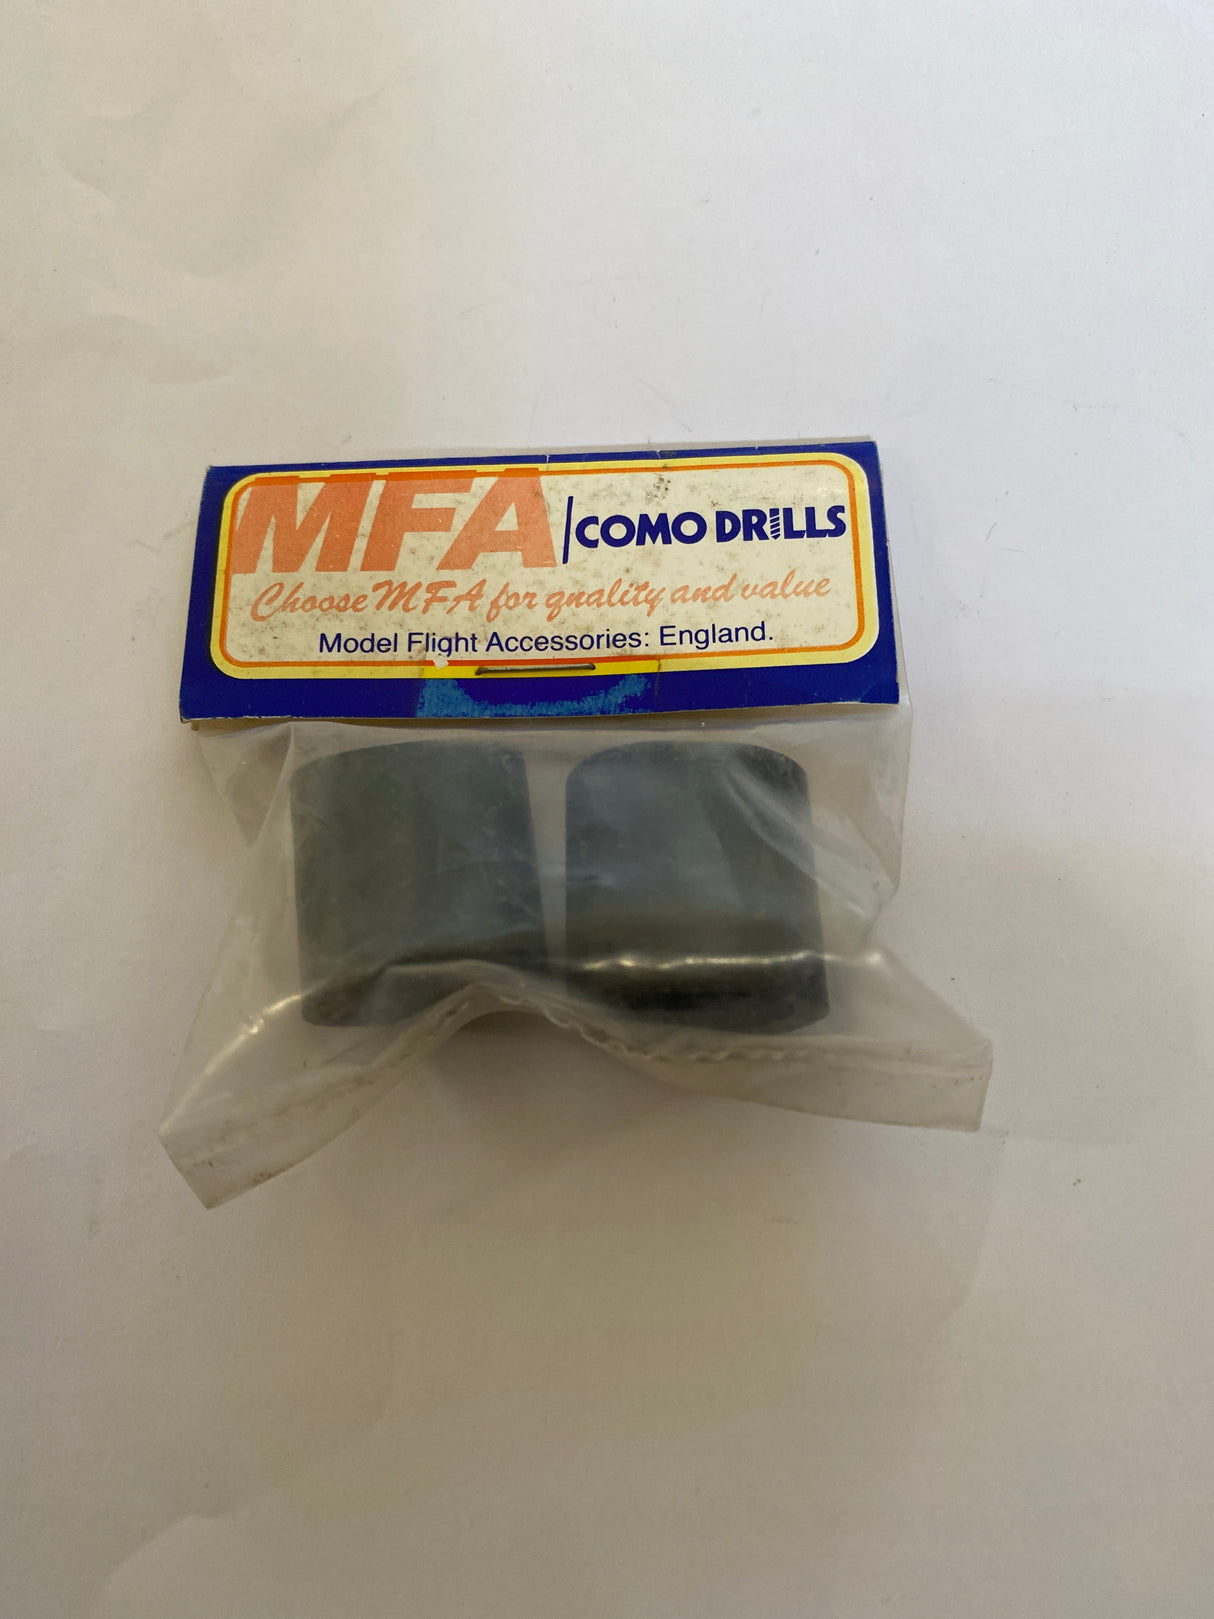 MFA
COMO DRILLS
Choose MFA for quality and value
Model Flight Accessories: England.